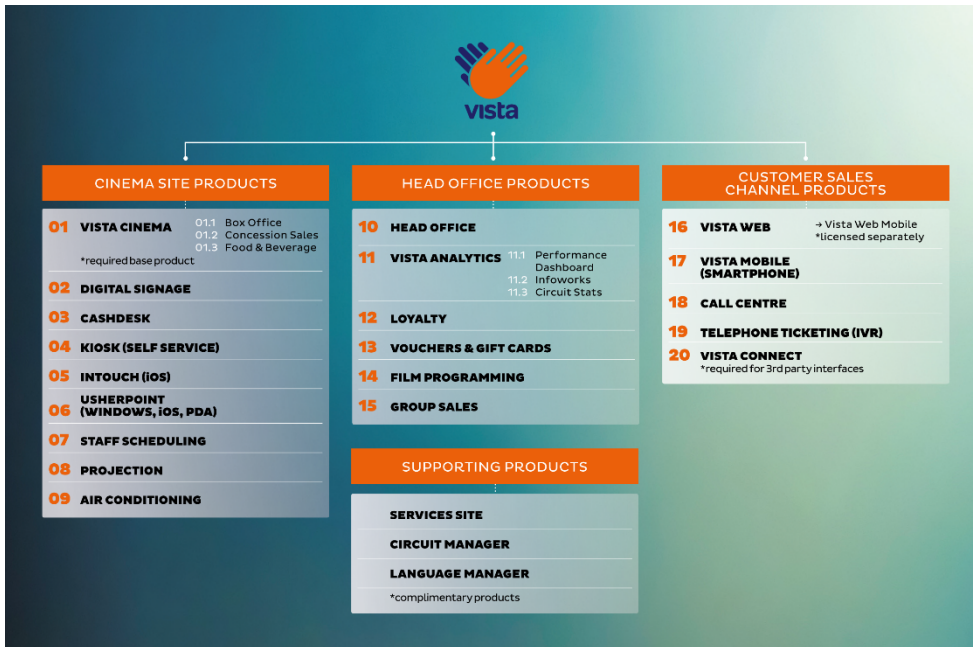 vista
CINEMA SITE PRODUCTS
01 VISTA CINEMA
01.1 Box Office
01.2 Concession Sales
01.3 Food & Beverage
*required base product
02 DIGITAL SIGNAGE
03 CASHDESK
04 KIOSK (SELF SERVICE)
05 INTOUCH (iOS)
06 USHERPOINT
(WINDOWS, iOS, PDA)
07 STAFF SCHEDULING
08 PROJECTION
09 AIR CONDITIONING
HEAD OFFICE PRODUCTS
10 HEAD OFFICE
11 VISTA ANALYTICS
11.1 Performance
Dashboard
11.2 Infoworks
11.3 Circuit Stats
12 LOYALTY
13 VOUCHERS & GIFT CARDS
14 FILM PROGRAMMING
15 GROUP SALES
SUPPORTING PRODUCTS
SERVICES SITE
CIRCUIT MANAGER
LANGUAGE MANAGER
*complimentary products
CUSTOMER SALES
CHANNEL PRODUCTS
16 VISTA WEB
→ Vista Web Mobile
*licensed separately
17 VISTA MOBILE
(SMARTPHONE)
18 CALL CENTRE
19 TELEPHONE TICKETING (IVR)
20 VISTA CONNECT
*required for 3rd party interfaces